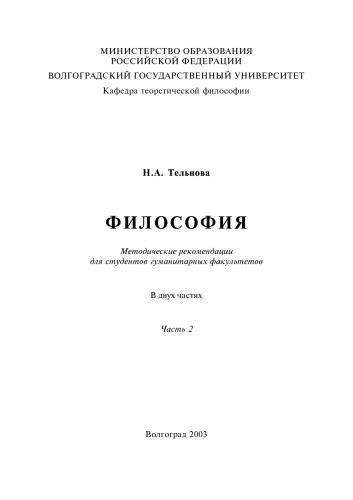 МИНИСТЕРСТВО ОБРАЗОВАНИЯ
РОССИЙСКОЙ ФЕДЕРАЦИИ
ВОЛГОГРАДСКИЙ ГОСУДАРСТВЕННЫЙ УНИВЕРСИТЕТ
Кафедра теоретической философии
Н.А. Тельнова
ФИЛОСОФИЯ
Методические рекомендации
для студентов гуманитарных факультетов
В двух частях
Часть 2
Волгоград 2003